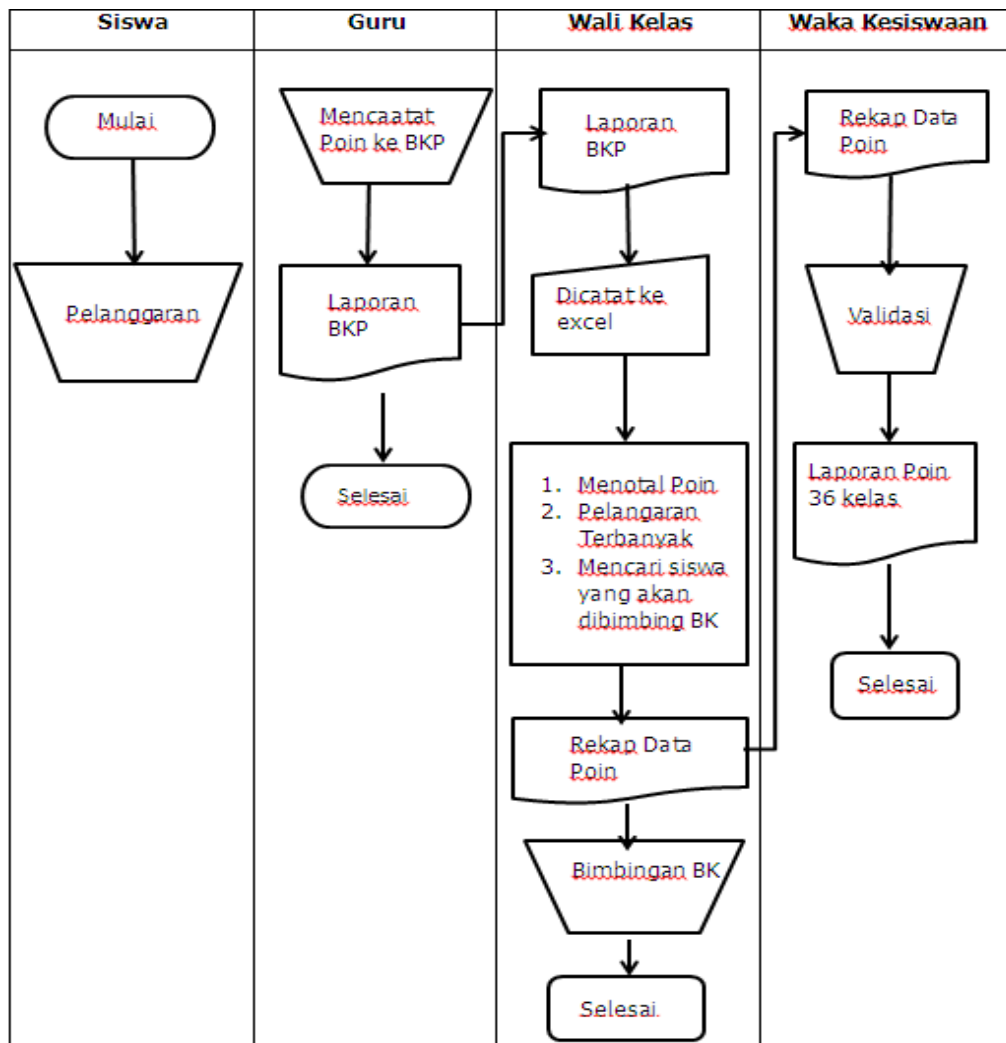 Siswa
Guru
Wali Kelas
Waka Kesiswaan
Mulai
Pelanggaran
Mencaatat
Poin ke BKP
Laporan
BKP
Selesai
Laporan
BKP
Dicatat ke
excel
1. Menotal Poin
2. Pelangaran
Terbanyak
3. Mencari siswa
yang akan
dibimbing BK
Rekap Data
Poin
Bimbingan BK
Selesai.
Rekap Data
Poin
Validasi
Laporan Poin
36 kelas
Selesai